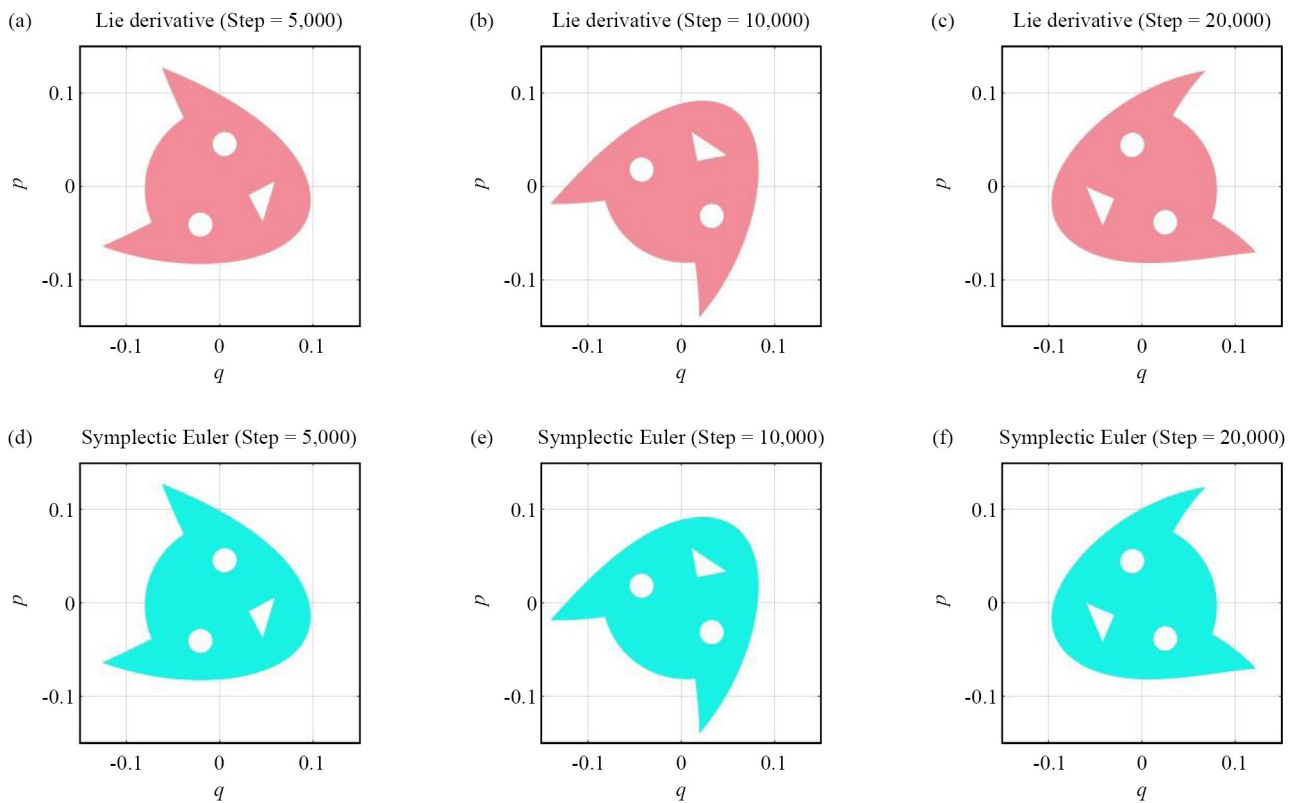 (a) Lie derivative (Step = 5,000)
(b) Lie derivative (Step = 10,000)
(c) Lie derivative (Step = 20,000)
0.1
0
-0.1
p
-0.1 0 0.1
q
0.1
0
-0.1
p
-0.1 0 0.1
q
0.1
0
-0.1
p
-0.1 0 0.1
q
(d) Symplectic Euler (Step = 5,000)
(e) Symplectic Euler (Step = 10,000)
(f) Symplectic Euler (Step = 20,000)
0.1
0
-0.1
p
-0.1 0 0.1
q
0.1
0
-0.1
p
-0.1 0 0.1
q
0.1
0
-0.1
p
-0.1 0 0.1
q